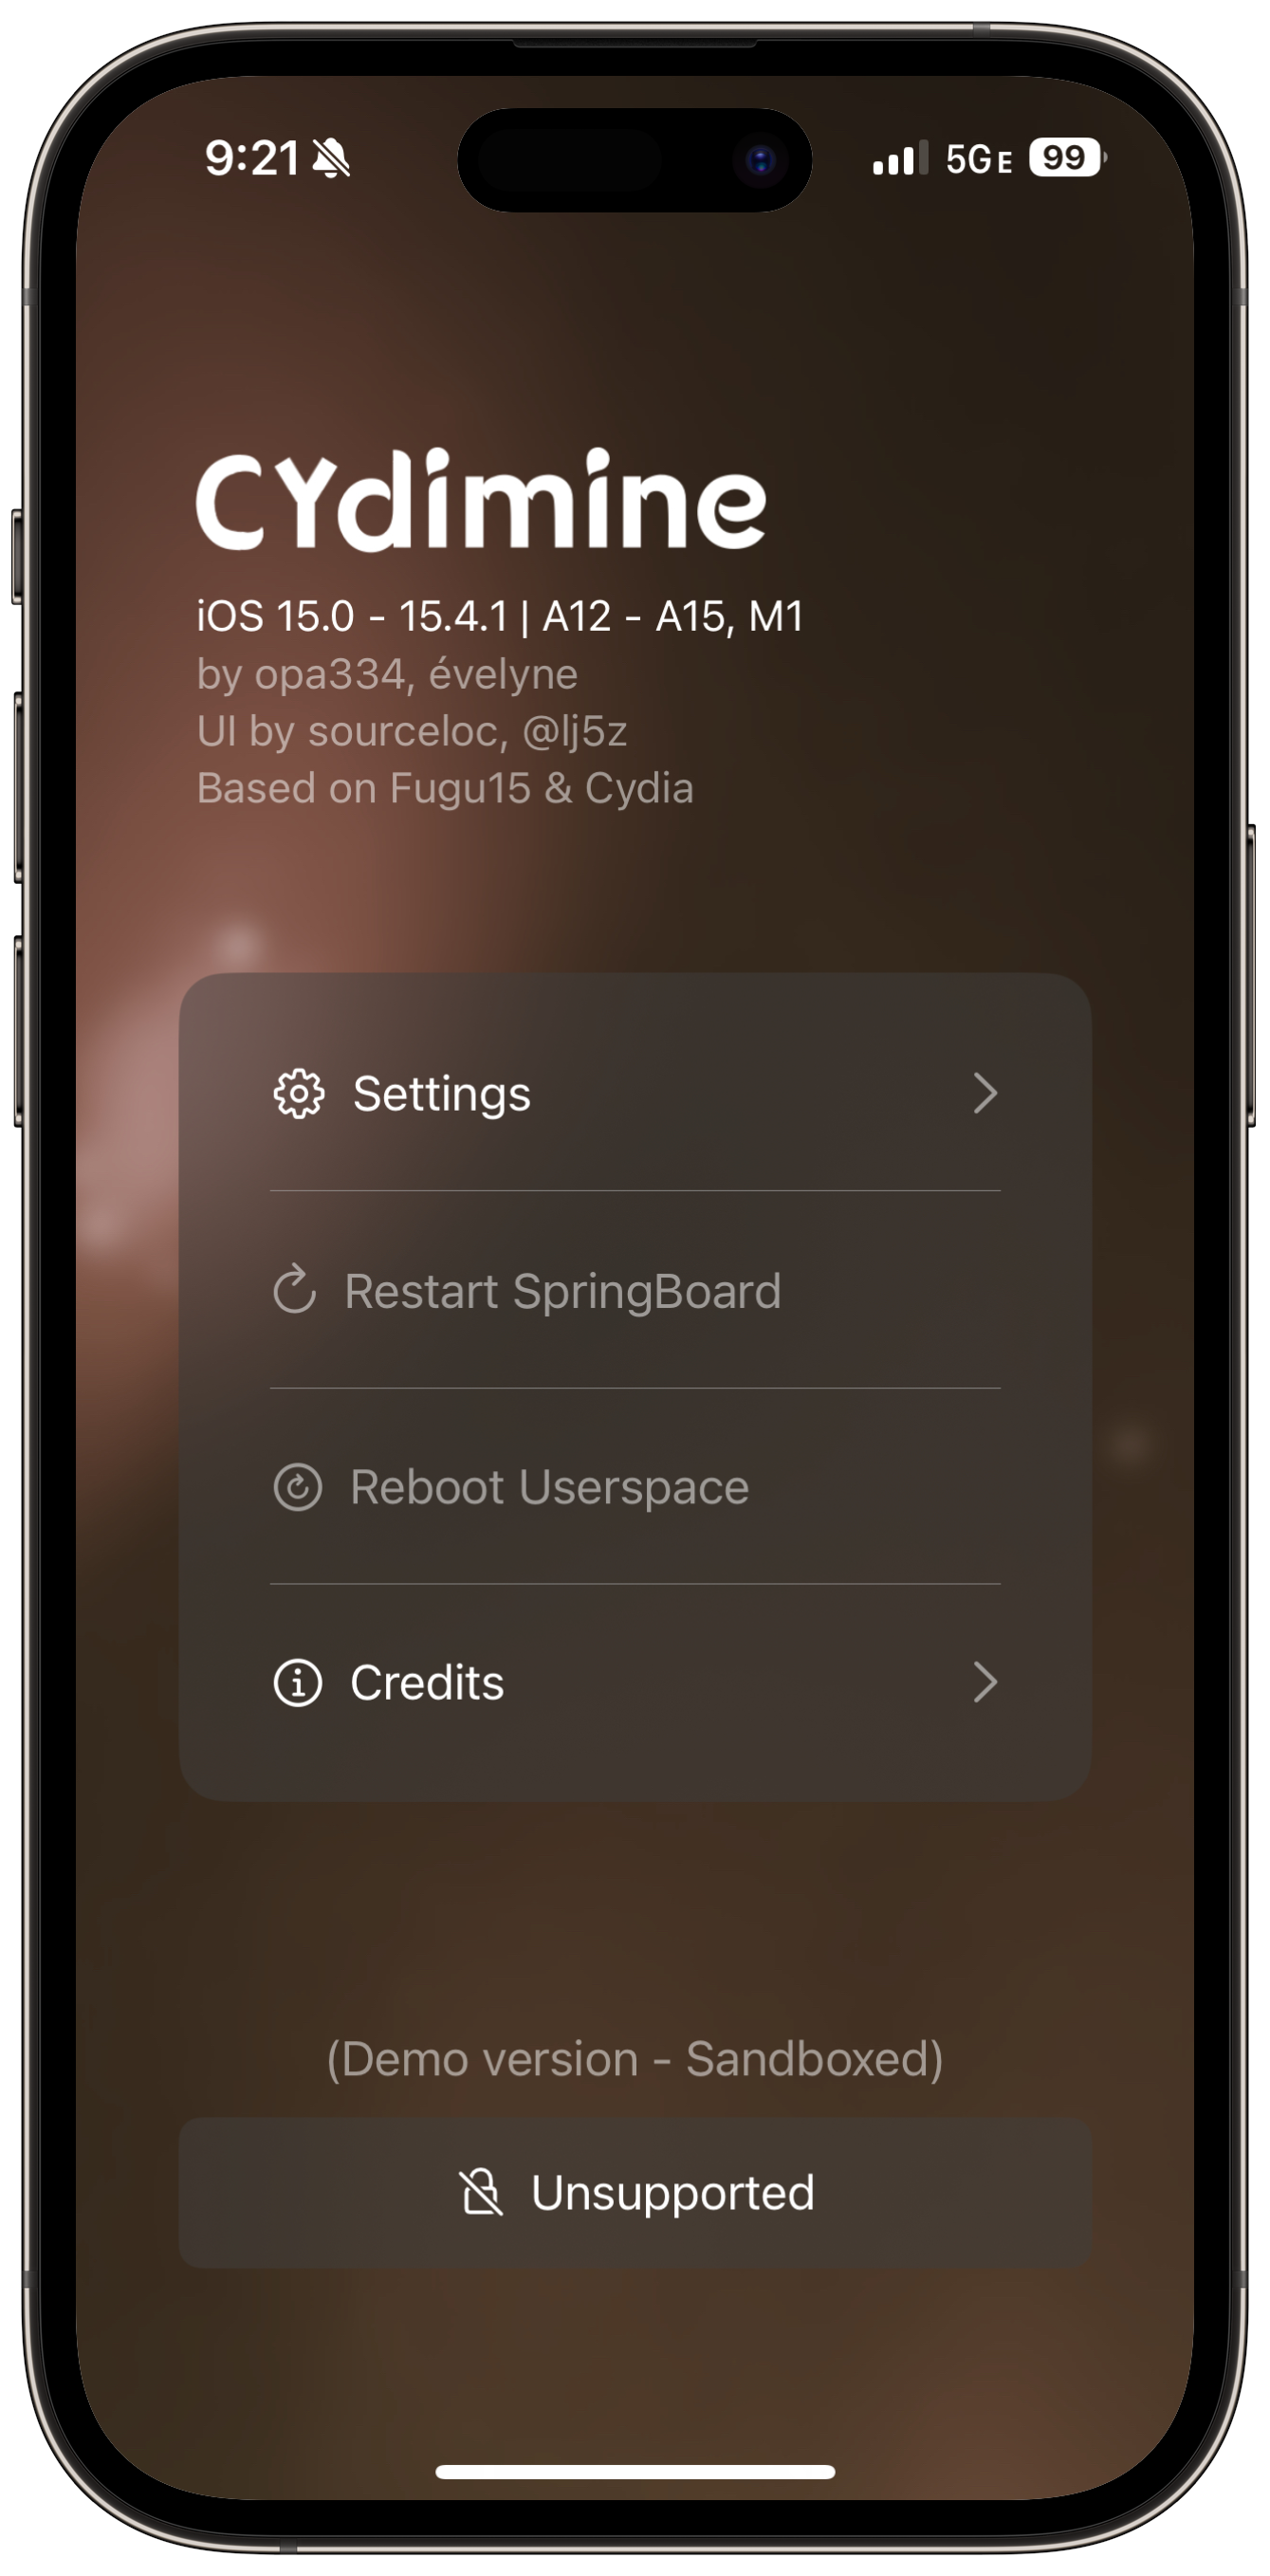 9:21
5GE 99
CYdimine
iOS 15.0 - 15.4.1 | A12 - A15, M1
by opa334, évelyne
UI by sourceloc, @lj5z
Based on Fugu15 & Cydia
Settings
Restart SpringBoard
Reboot Userspace
Credits
(Demo version - Sandboxed)
Unsupported